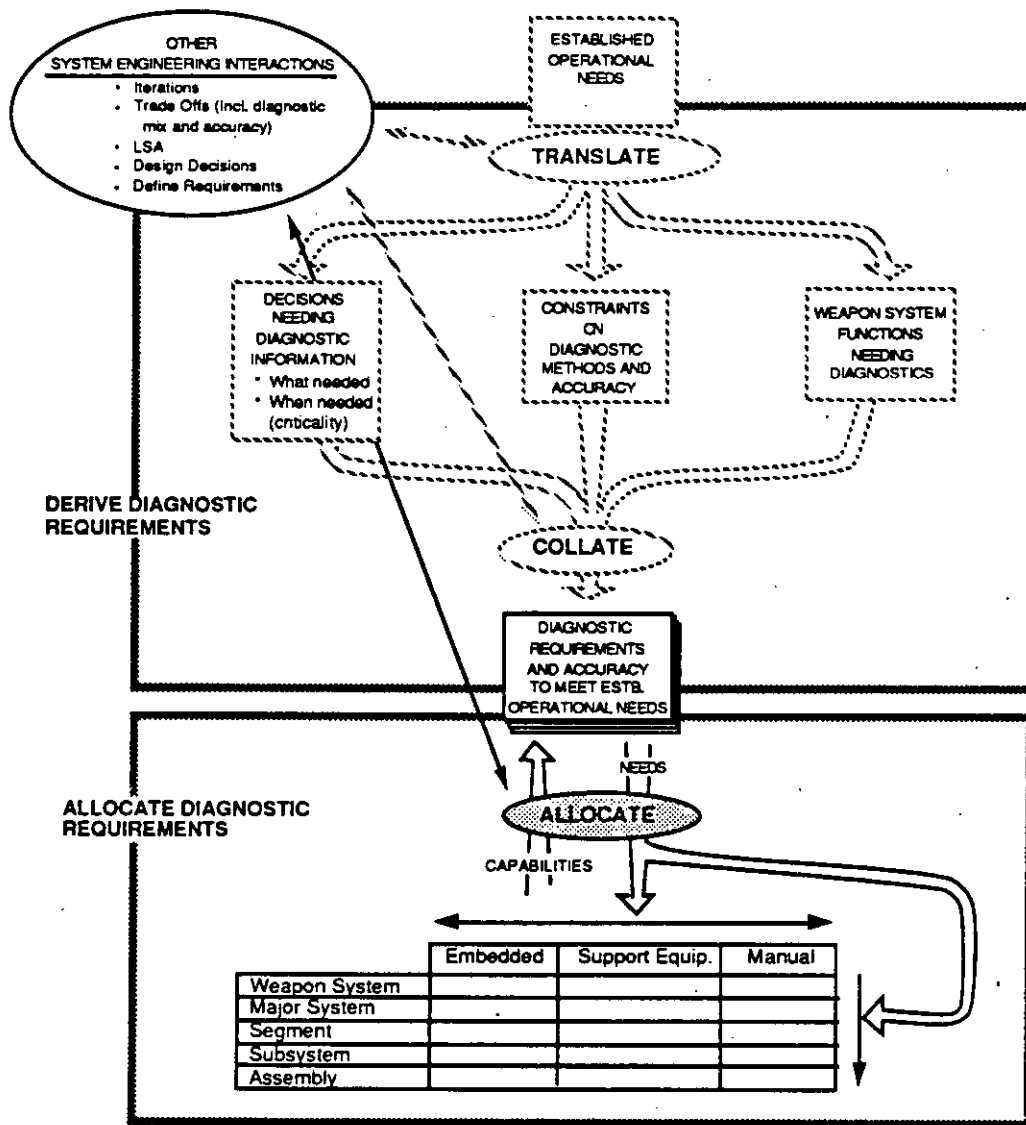 OTHER
SYSTEM ENGINEERING INTERACTIONS
• Iterations
• Trade Offs (Incl. diagnostic
mix and accuracy)
• LSA
• Design Decisions
• Define Requirements
ESTABLISHED
OPERATIONAL
NEEDS
TRANSLATE
DECISIONS
NEEDING
DIAGNOSTIC
INFORMATION
* What needed
* When needed
(criticality)
CONSTRAINTS
ON
DIAGNOSTIC
METHODS AND
ACCURACY
WEAPON SYSTEM
FUNCTIONS
NEEDING
DIAGNOSTICS
DERIVE DIAGNOSTIC
REQUIREMENTS
COLLATE
DIAGNOSTIC
REQUIREMENTS
AND ACCURACY
TO MEET ESTB.
OPERATIONAL NEEDS
NEEDS
ALLOCATE DIAGNOSTIC
REQUIREMENTS
ALLOCATE
CAPABILITIES
Embedded Support Equip. Manual
Weapon System
Major System
Segment
Subsystem
Assembly